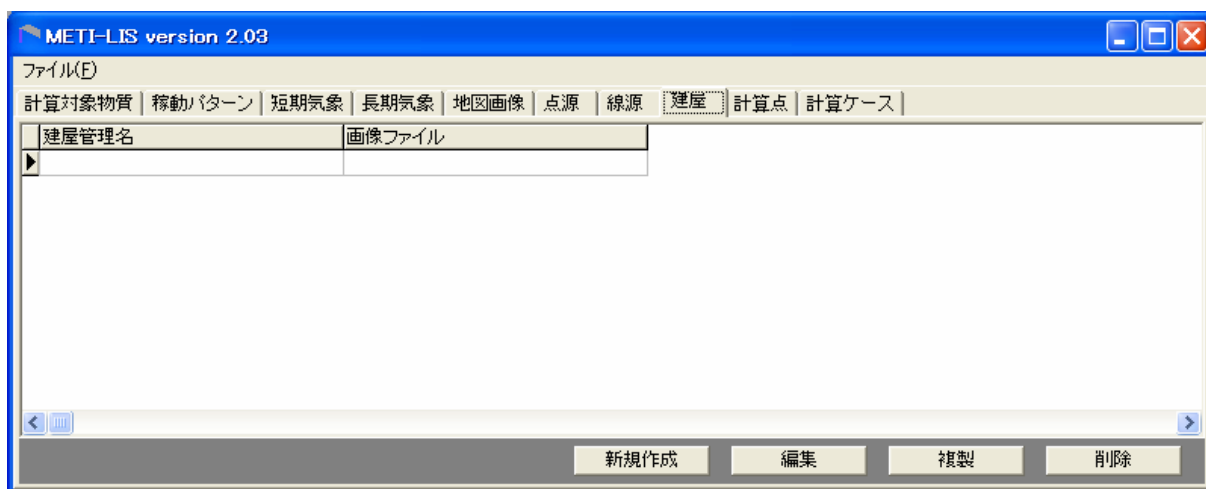 METI-LIS version 2.03
ファイル(F)
計算対象物質 稼動パターン 短期気象 長期気象 地図画像 点源 線源 建屋 計算点 計算ケース
建屋管理名 画像ファイル
新規作成 編集 複製 削除